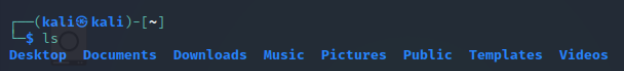 ┌──(kali㉿kali)-[~]
└─$ ls
Desktop Documents Downloads Music Pictures Public Templates Videos